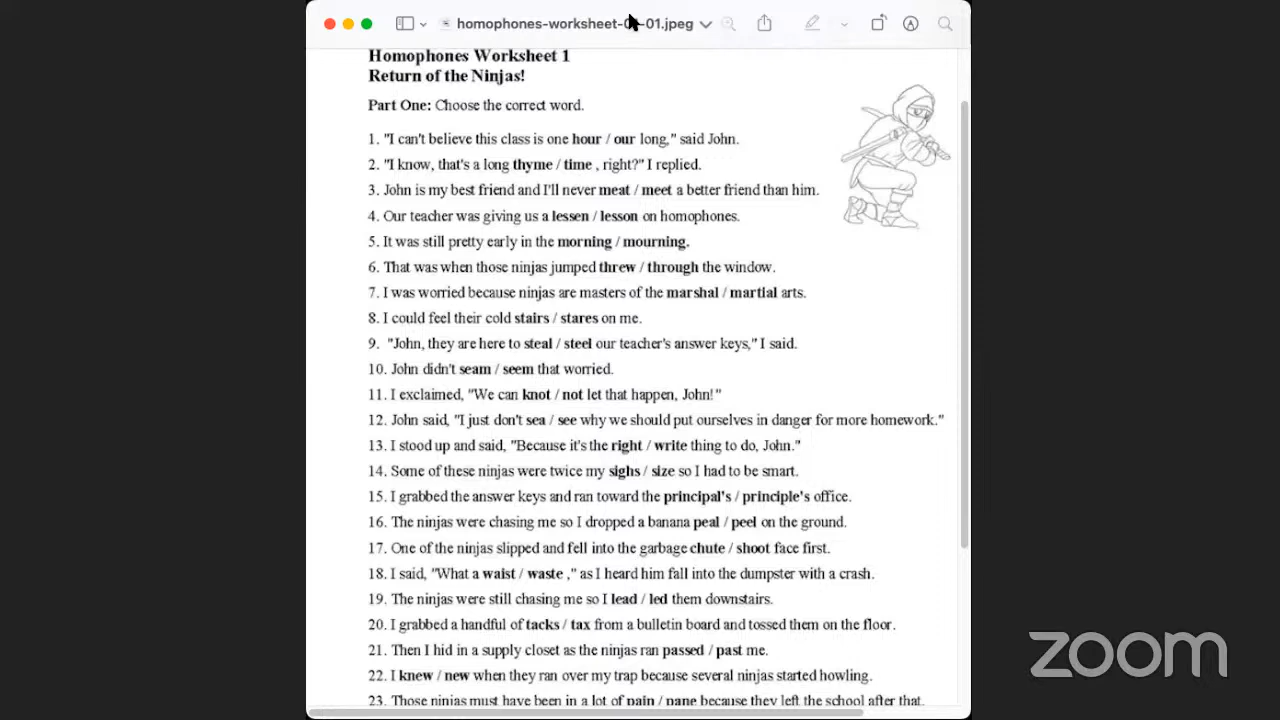 homophones-worksheet-0 -01.jpeg
Homophones Worksheet 1
Return of the Ninjas!
Part One: Choose the correct word.
1. "I can't believe this class is one hour / our long," said John.
2. "I know, that's a long thyme / time , right?" I replied.
3. John is my best friend and I'll never meat / meet a better friend than him.
4. Our teacher was giving us a lessen / lesson on homophones.
5. It was still pretty early in the morning / mourning.
6. That was when those ninjas jumped threw / through the window.
7. I was worried because ninjas are masters of the marshal / martial arts.
8. I could feel their cold stairs / stares on me.
9. "John, they are here to steal / steel our teacher's answer keys," I said.
10. John didn't seam / seem that worried.
11. I exclaimed, "We can knot / not let that happen, John!"
12. John said, "I just don't sea / see why we should put ourselves in danger for more homework."
13. I stood up and said, "Because it's the right / write thing to do, John."
14. Some of these ninjas were twice my sighs / size so I had to be smart.
15. I grabbed the answer keys and ran toward the principal's / principle's office.
16. The ninjas were chasing me so I dropped a banana peal / peel on the ground.
17. One of the ninjas slipped and fell into the garbage chute / shoot face first.
18. I said, "What a waist / waste ," as I heard him fall into the dumpster with a crash.
19. The ninjas were still chasing me so I lead / led them downstairs.
20. I grabbed a handful of tacks / tax from a bulletin board and tossed them on the floor.
21. Then I hid in a supply closet as the ninjas ran passed / past me.
22. I knew / new when they ran over my trap because several ninjas started howling.
23. Those ninjas must have been in a lot of pain / pane because they left the school after that.
zoom